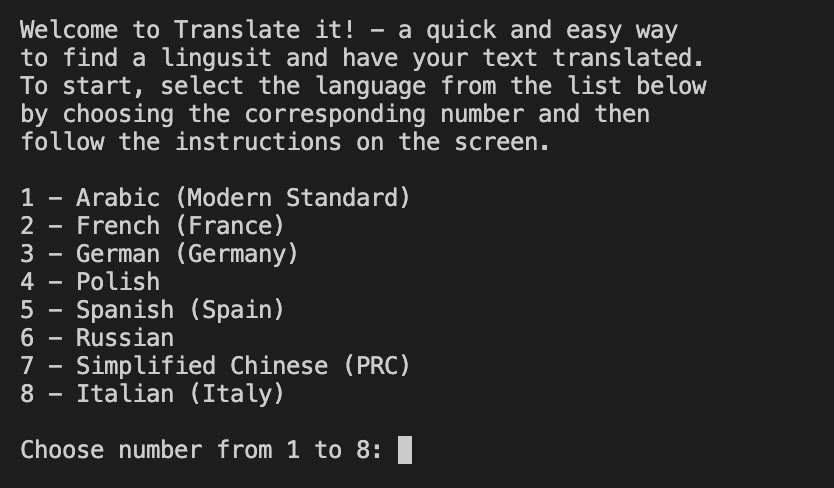 Welcome to Translate it! – a quick and easy way
to find a lingusit and have your text translated.
To start, select the language from the list below
by choosing the corresponding number and then
follow the instructions on the screen.

1 – Arabic (Modern Standard)
2 – French (France)
3 – German (Germany)
4 – Polish
5 – Spanish (Spain)
6 – Russian
7 – Simplified Chinese (PRC)
8 – Italian (Italy)

Choose number from 1 to 8: